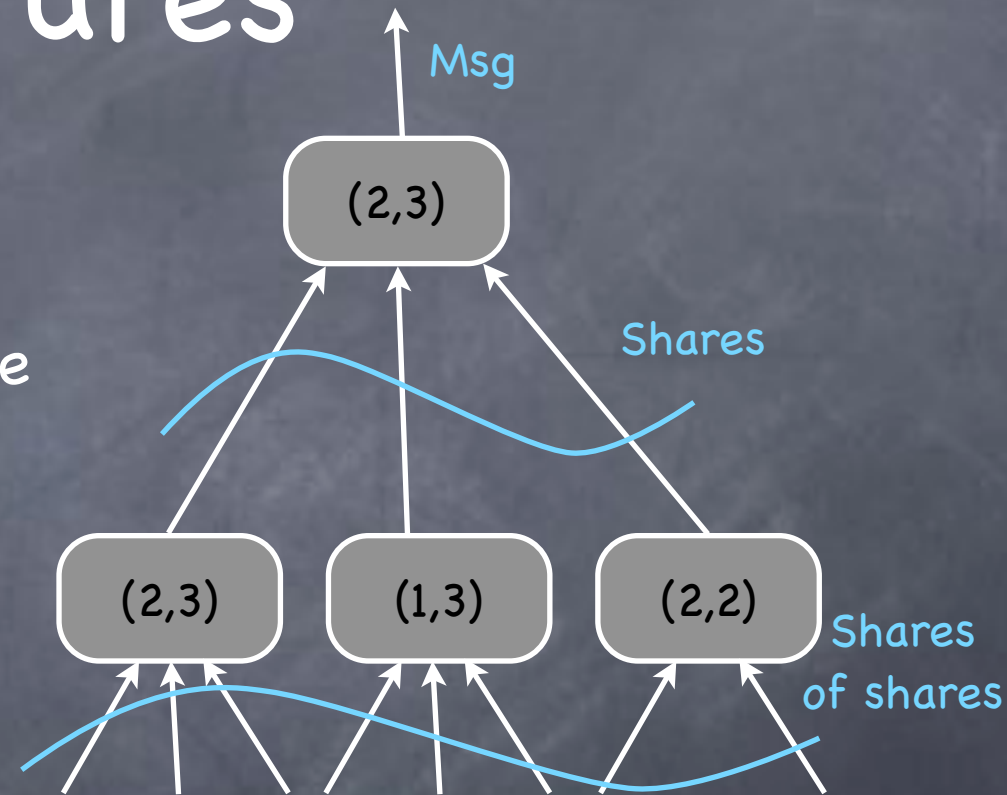 ures
Msg
(2,3)
Shares
e
(2,3) (1,3) (2,2)
Shares
of shares